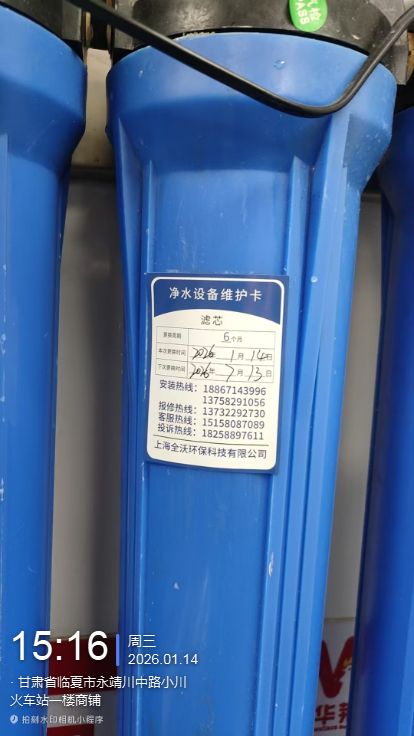 净水设备维护卡
滤芯
更换周期 6个月
本次更换时间 2026年 1月 14日
下次更换时间 2026年 7月 13日
安装热线：18867143996
13758291056
报修热线：13732292730
客服热线：15158087089
投诉热线：18258897611
上海全沃环保科技有限公司
15:16
周三
2026.01.14
·甘肃省临夏市永靖川中路小川
火车站一楼商铺
拍刻水印相机小程序